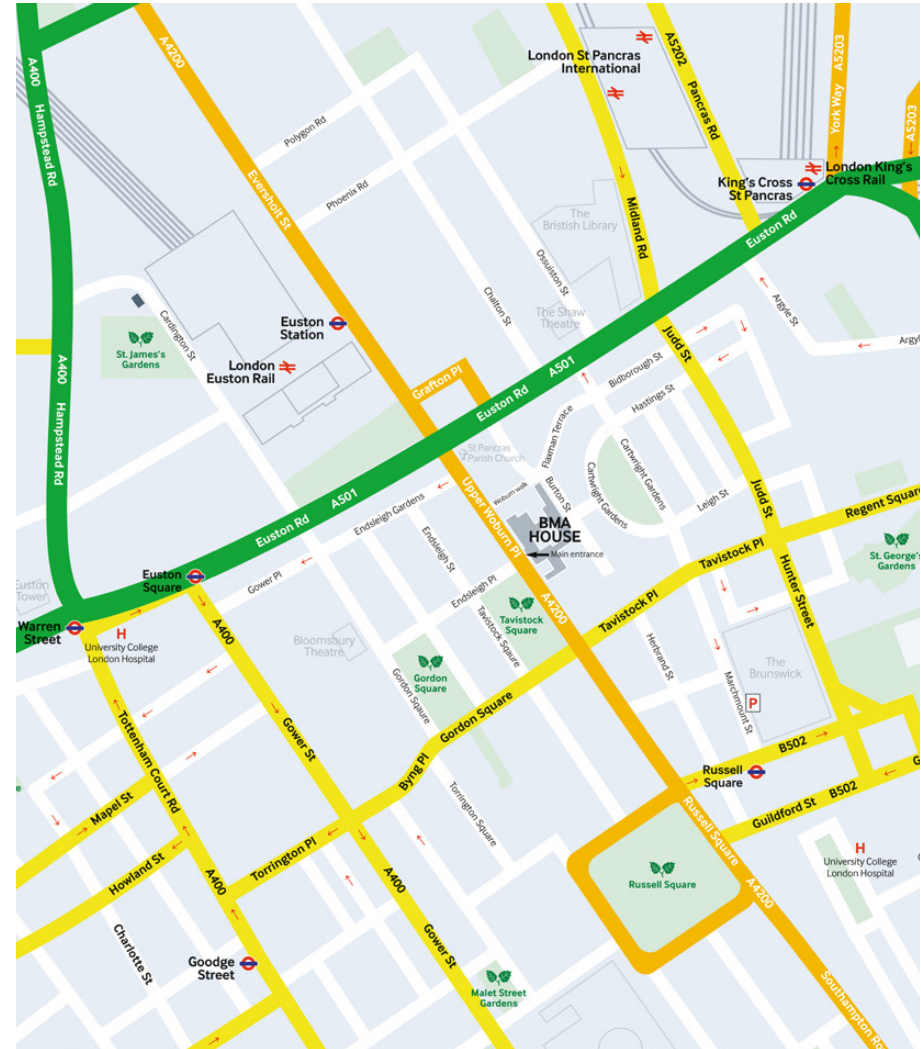 A400
Hampstead Rd
A4200
London St Pancras
International
A5202
Pancras Rd
York Way
A5203
A5203
Polygon Rd
Eversholt St
Phoenix Rd
London King's
Cross Rail
King's Cross
St Pancras
The
Bristish Library
Midland Rd
Euston Rd
Ossulston St
Chalton St
The Shaw
Theatre
Argyle St
Argyl
Cardington St
St. James's
Gardens
Euston
Station
London
Euston Rail
A400
Hampstead Rd
Grafton Pl
Euston Rd
A501
Judd St
Bidborough St
Hastings St
Flaxman Terrace
St Pancras
Parish Church
Cartwright Gardens
Cartwright Gardens
Leigh St
Judd St
Woburn walk
Burton St
Upper Woburn Pl
BMA
HOUSE
Main entrance
Regent Squar
Euston Rd
A501
Endsleigh Gardens
Endsleigh St
Tavistock Pl
St. George's
Gardens
Euston
Square
Gower Pl
Endsleigh Pl
A4200
Tavistock Pl
Hunter Street
Euston
Tower
Warren
Street
H
University College
London Hospital
A400
Bloomsbury
Theatre
Tavistock
Square
Tavistock Sqaure
Gordon
Square
Gordon Sqaure
Gordon Square
Herbrand St
Marchmount St
The
Brunswick
P
Tottenham Court Rd
Gower St
Byng Pl
Torrington Square
B502
Russell
Square
B502
G
Guildford St
Mapel St
Howland St
Torrington Pl
A400
A400
Russell Square
Russell Square
A4200
H
University College
London Hospital
Charlotte St
Goodge
Street
Gower St
Malet Street
Gardens
Southampton Ro